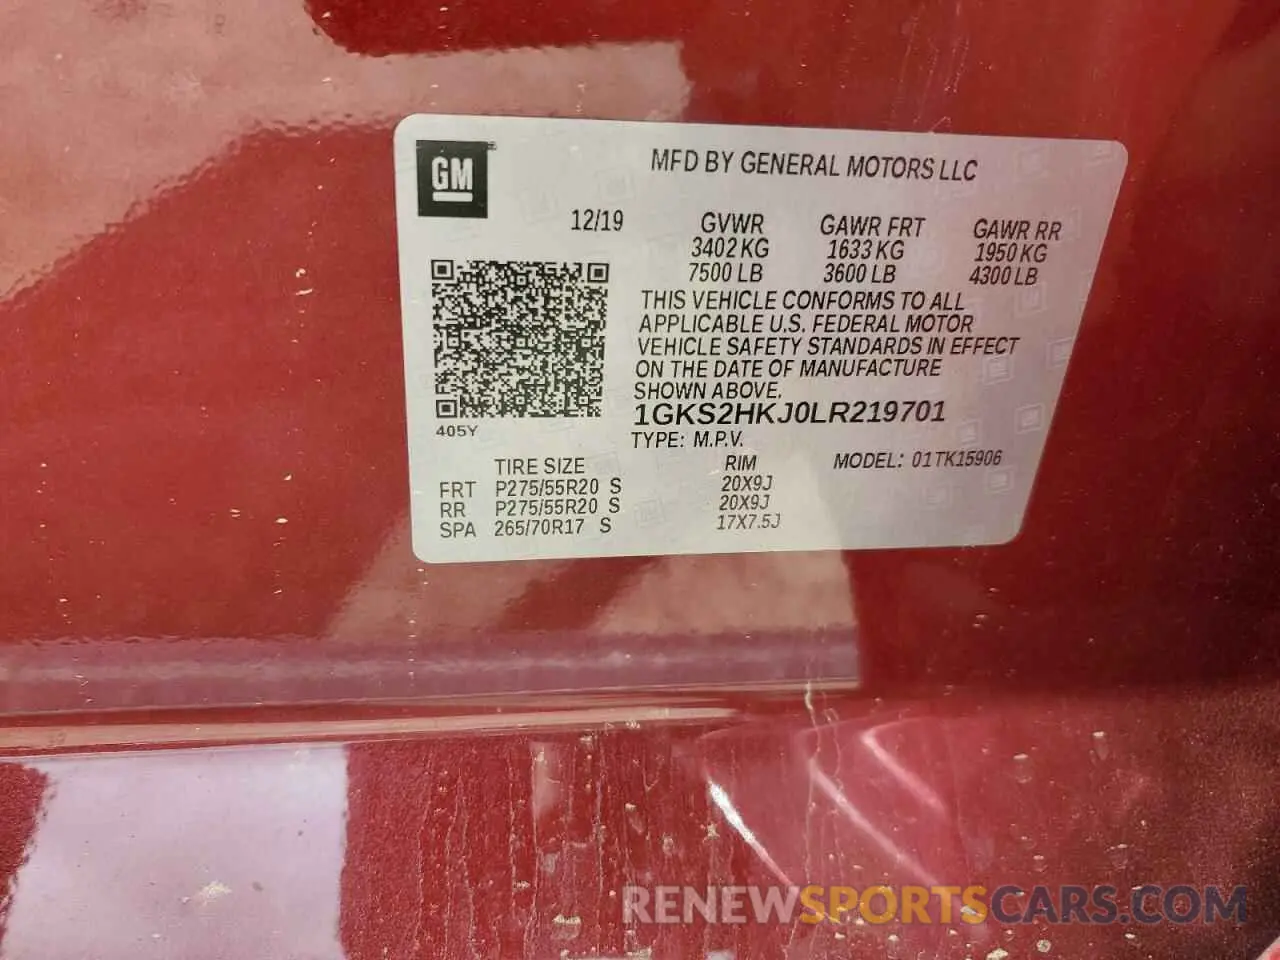 GM
MFD BY GENERAL MOTORS LLC
12/19
GVWR GAWR FRT GAWR RR
3402 KG 1633 KG 1950 KG
7500 LB 3600 LB 4300 LB
THIS VEHICLE CONFORMS TO ALL
APPLICABLE U.S. FEDERAL MOTOR
VEHICLE SAFETY STANDARDS IN EFFECT
ON THE DATE OF MANUFACTURE
SHOWN ABOVE.
1GKS2HKJ0LR219701
405Y
TYPE: M.P.V.
MODEL: 01TK15906
TIRE SIZE RIM
FRT P275/55R20 S 20X9J
RR P275/55R20 S 20X9J
SPA 265/70R17 S 17X7.5J
RENEWSPORTSCARS.COM